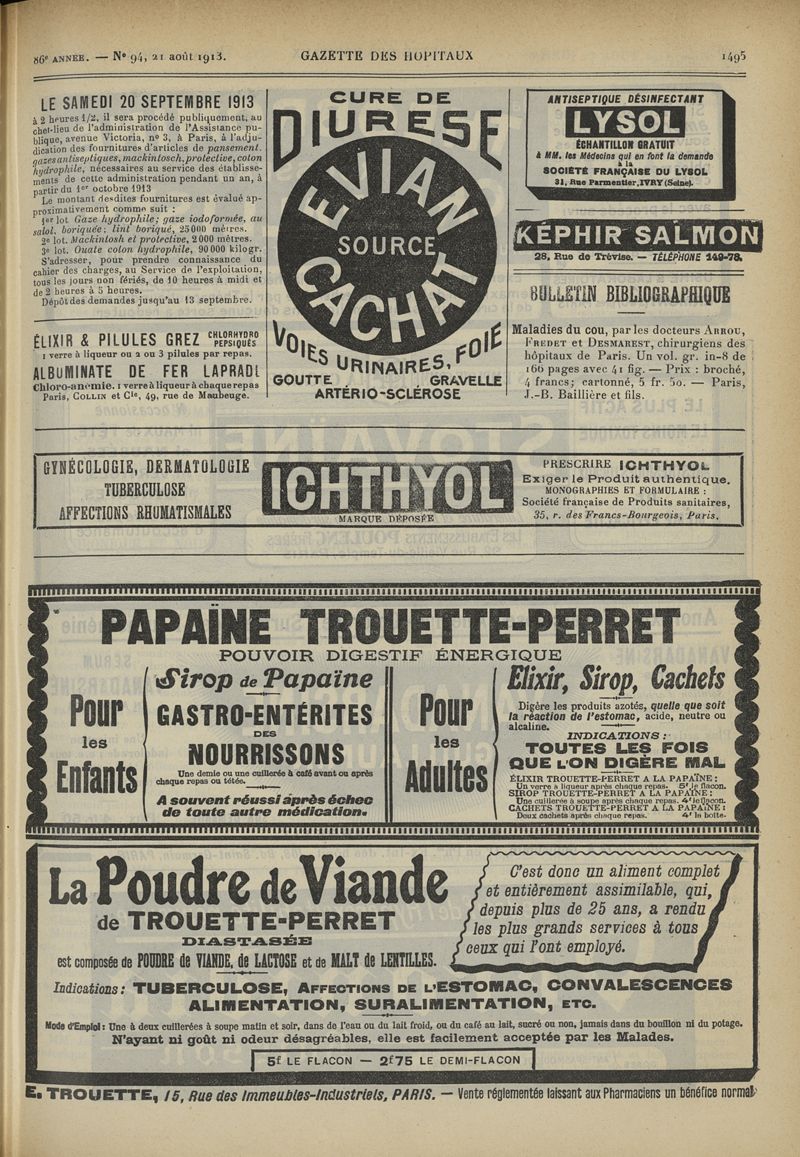 86e ANNÉE. — No 94, 21 août 1913.
GAZETTE DES HOPITAUX
1495
LE SAMEDI 20 SEPTEMBRE 1913
à 2 heures 1/2, il sera procédé publiquement, au
chef-lieu de l'administration de l'Assistance pu-
blique, avenue Victoria, no 3, à Paris, à l'adju-
dication des fournitures d'articles de pansement.
gazes antiseptiques, mackintosch, protective, coton
hydrophile, nécessaires au service des établisse-
ments de cette administration pendant un an, à
partir du 1er octobre 1913
Le montant desdites fournitures est évalué ap-
proximativement comme suit :
1er lot Gaze hydrophile; gaze iodoformée, au
salol, boriquée; lint boriqué, 25000 mètres.
2e lot. Mackintosh et protective, 2 000 mètres.
3e lot. Ouate coton hydrophile, 90 000 kilogr.
S'adresser, pour prendre connaissance du
cahier des charges, au Service de l'exploitation,
tous les jours non fériés, de 10 heures à midi et
de 2 heures à 5 heures.
Dépôt des demandes jusqu'au 13 septembre.
ÉLIXIR & PILULES GREZ CHLORHYDRO PEPSIQUES
1 verre à liqueur ou 2 ou 3 pilules par repas.
ALBUMINATE DE FER LAPRADE
Chloro-anémie. 1 verre à liqueur à chaque repas
Paris, COLLIN et Cie, 49, rue de Maubeuge.
CURE DE
DIURESE
EVIAN
SOURCE
CACHAT
VOIES URINAIRES, FOIE
GOUTTE GRAVELLE
ARTÉRIO-SCLÉROSE
ANTISEPTIQUE DÉSINFECTANT
LYSOL
ÉCHANTILLON GRATUIT
à MM. les Médecins qui en font la demande
à la
SOCIÉTÉ FRANÇAISE DU LYSOL
31, Rue Parmentier, IVRY (Seine).
KÉPHIR SALMON
28, Rue de Trévise. — TÉLÉPHONE 149-78.
BULLETIN BIBLIOGRAPHIQUE
Maladies du cou, par les docteurs ARROU,
FREDET et DESMAREST, chirurgiens des
hôpitaux de Paris. Un vol. gr. in-8 de
166 pages avec 41 fig. — Prix : broché,
4 francs; cartonné, 5 fr. 50. — Paris,
J.-B. Baillière et fils.
GYNÉCOLOGIE, DERMATOLOGIE
TUBERCULOSE
AFFECTIONS RHUMATISMALES
ICHTHYOL
MARQUE DÉPOSÉE
PRESCRIRE ICHTHYOL
Exiger le Produit authentique.
MONOGRAPHIES ET FORMULAIRE :
Société française de Produits sanitaires,
35, r. des Francs-Bourgeois, Paris.
PAPAÏNE TROUETTE-PERRET
POUVOIR DIGESTIF ÉNERGIQUE
Pour
les
Enfants
Sirop de Papaïne
GASTRO-ENTÉRITES
DES
NOURRISSONS
Une demie ou une cuillerée à café avant ou après
chaque repas ou tétée.
A souvent réussi après échec
de toute autre médication.
Pour
les
Adultes
Elixir, Sirop, Cachets
Digère les produits azotés, quelle que soit
la réaction de l'estomac, acide, neutre ou
alcaline.
INDICATIONS :
TOUTES LES FOIS
QUE L'ON DIGÈRE MAL
ÉLIXIR TROUETTE-PERRET A LA PAPAÏNE :
Un verre à liqueur après chaque repas. 5f le flacon.
SIROP TROUETTE-PERRET A LA PAPAÏNE :
Une cuillerée à soupe après chaque repas. 4f le flacon.
CACHETS TROUETTE-PERRET A LA PAPAÏNE :
Deux cachets après chaque repas. 4f la boîte.
La Poudre de Viande
de TROUETTE-PERRET
DIASTASÉE
est composée de POUDRE de VIANDE, de LACTOSE et de MALT de LENTILLES.
C'est donc un aliment complet
et entièrement assimilable, qui,
depuis plus de 25 ans, a rendu
les plus grands services à tous
ceux qui l'ont employé.
Indications : TUBERCULOSE, AFFECTIONS DE L'ESTOMAC, CONVALESCENCES
ALIMENTATION, SURALIMENTATION, ETC.
Mode d'Emploi : Une à deux cuillerées à soupe matin et soir, dans de l'eau ou du lait froid, ou du café au lait, sucré ou non, jamais dans du bouillon ni du potage.
N'ayant ni goût ni odeur désagréables, elle est facilement acceptée par les Malades.
5f LE FLACON — 2f75 LE DEMI-FLACON
E. TROUETTE, 15, Rue des Immeubles-Industriels, PARIS. — Vente réglementée laissant aux Pharmaciens un bénéfice normal